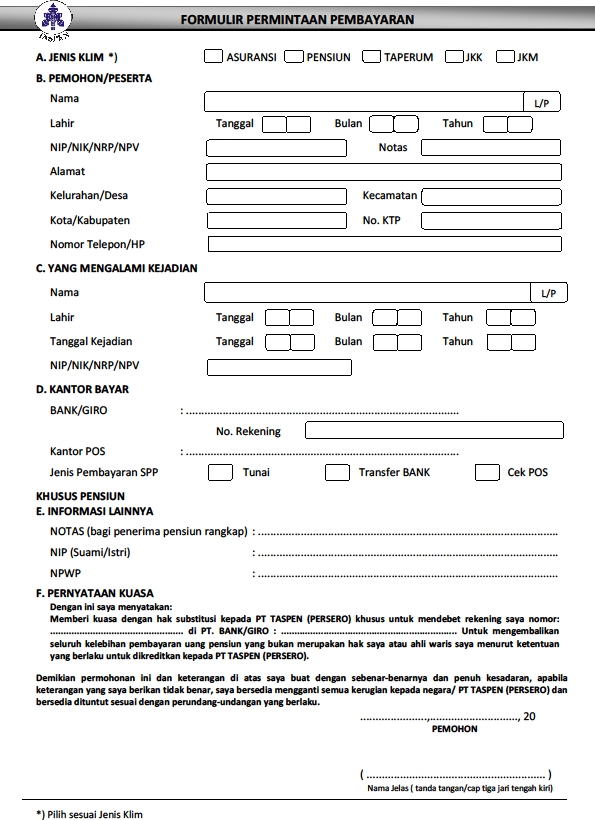 FORMULIR PERMINTAAN PEMBAYARAN
A. JENIS KLIM *) ASURANSI PENSIUN TAPERUM JKK JKM
B. PEMOHON/PESERTA
Nama L/P
Lahir Tanggal Bulan Tahun
NIP/NIK/NRP/NPV Notas
Alamat
Kelurahan/Desa Kecamatan
Kota/Kabupaten No. KTP
Nomor Telepon/HP
C. YANG MENGALAMI KEJADIAN
Nama L/P
Lahir Tanggal Bulan Tahun
Tanggal Kejadian Tanggal Bulan Tahun
NIP/NIK/NRP/NPV
D. KANTOR BAYAR
BANK/GIRO : ........................................................................................
No. Rekening
Kantor POS : ........................................................................................
Jenis Pembayaran SPP Tunai Transfer BANK Cek POS
KHUSUS PENSIUN
E. INFORMASI LAINNYA
NOTAS (bagi penerima pensiun rangkap) : ....................................................................................................
NIP (Suami/Istri) : ....................................................................................................
NPWP : ....................................................................................................
F. PERNYATAAN KUASA
Dengan ini saya menyatakan:
Memberi kuasa dengan hak substitusi kepada PT TASPEN (PERSERO) khusus untuk mendebet rekening saya nomor:
............................................ di PT. BANK/GIRO : .......................................................... Untuk mengembalikan
seluruh kelebihan pembayaran uang pensiun yang bukan merupakan hak saya atau ahli waris saya menurut ketentuan
yang berlaku untuk dikreditkan kepada PT TASPEN (PERSERO).
Demikian permohonan ini dan keterangan di atas saya buat dengan sebenar-benarnya dan penuh kesadaran, apabila
keterangan yang saya berikan tidak benar, saya bersedia mengganti semua kerugian kepada negara/ PT TASPEN (PERSERO) dan
bersedia dituntut sesuai dengan perundang-undangan yang berlaku.
......................,............................., 20
PEMOHON
( ........................................................... )
Nama Jelas ( tanda tangan/cap tiga jari tengah kiri)
*) Pilih sesuai Jenis Klim